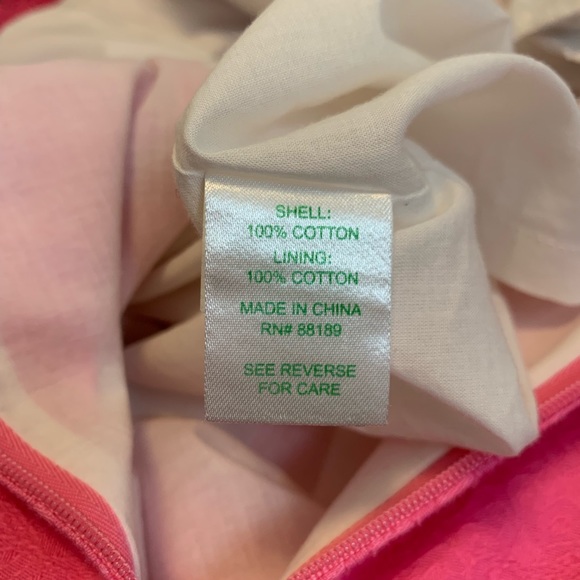 SHELL:
100% COTTON
LINING:
100% COTTON
MADE IN CHINA
RN# 88189
SEE REVERSE
FOR CARE